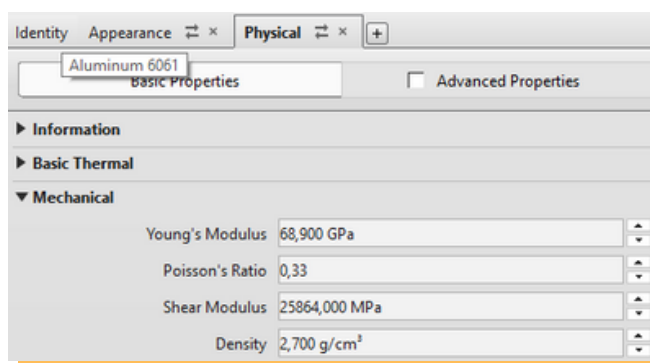 Identity Appearance × Physical × +
Aluminum 6061
Basic Properties Advanced Properties
Information
Basic Thermal
Mechanical
Young's Modulus 68,900 GPa
Poisson's Ratio 0,33
Shear Modulus 25864,000 MPa
Density 2,700 g/cm³